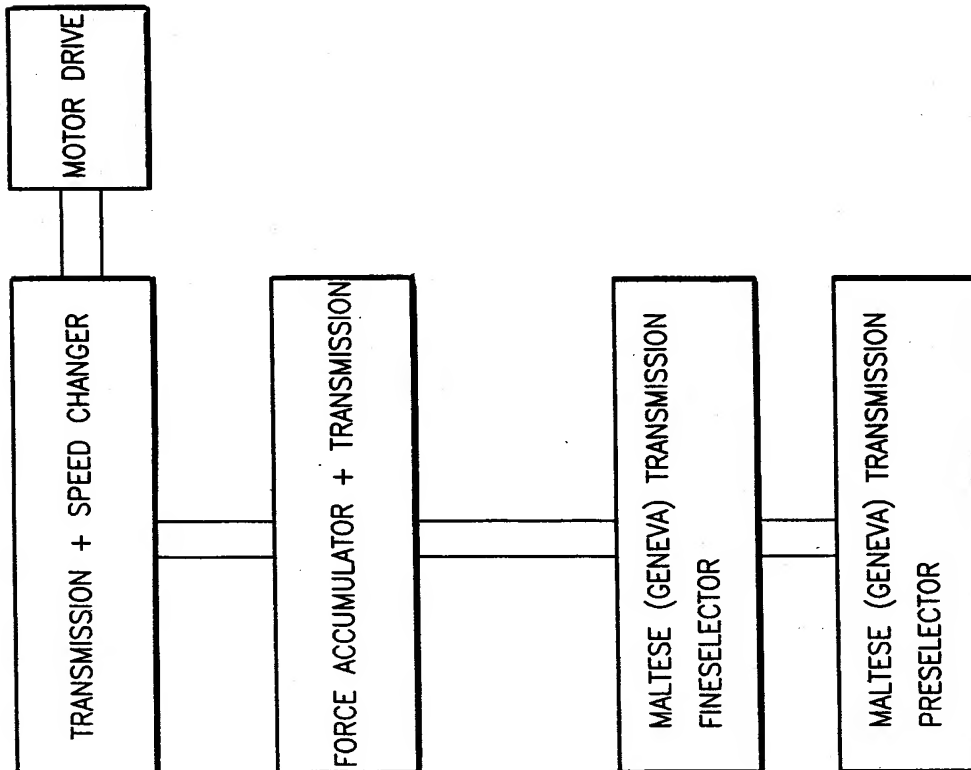 MOTOR DRIVE
TRANSMISSION + SPEED CHANGER
FORCE ACCUMULATOR + TRANSMISSION
MALTESE (GENEVA) TRANSMISSION
FINESELECTOR
MALTESE (GENEVA) TRANSMISSION
PRESELECTOR